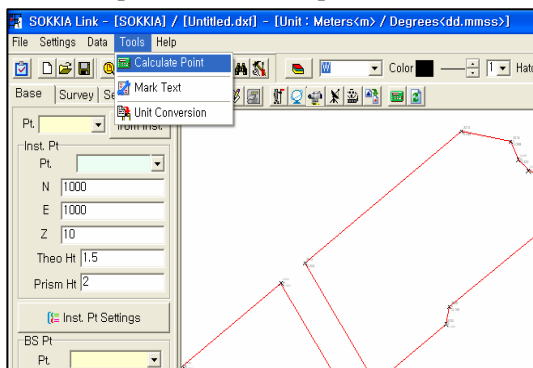 SOKKIA Link - [SOKKIA] / [Untitled.dxf] - [Unit : Meters<m> / Degrees<dd.mmss>]
File Settings Data Tools Help
Calculate Point
Mark Text
Unit Conversion
W Color 1 Hatc
Base Survey Se
Pt. from Inst.
Inst. Pt
Pt.
N 1000
E 1000
Z 10
Theo Ht 1.5
Prism Ht 2
Inst. Pt Settings
BS Pt
Pt.